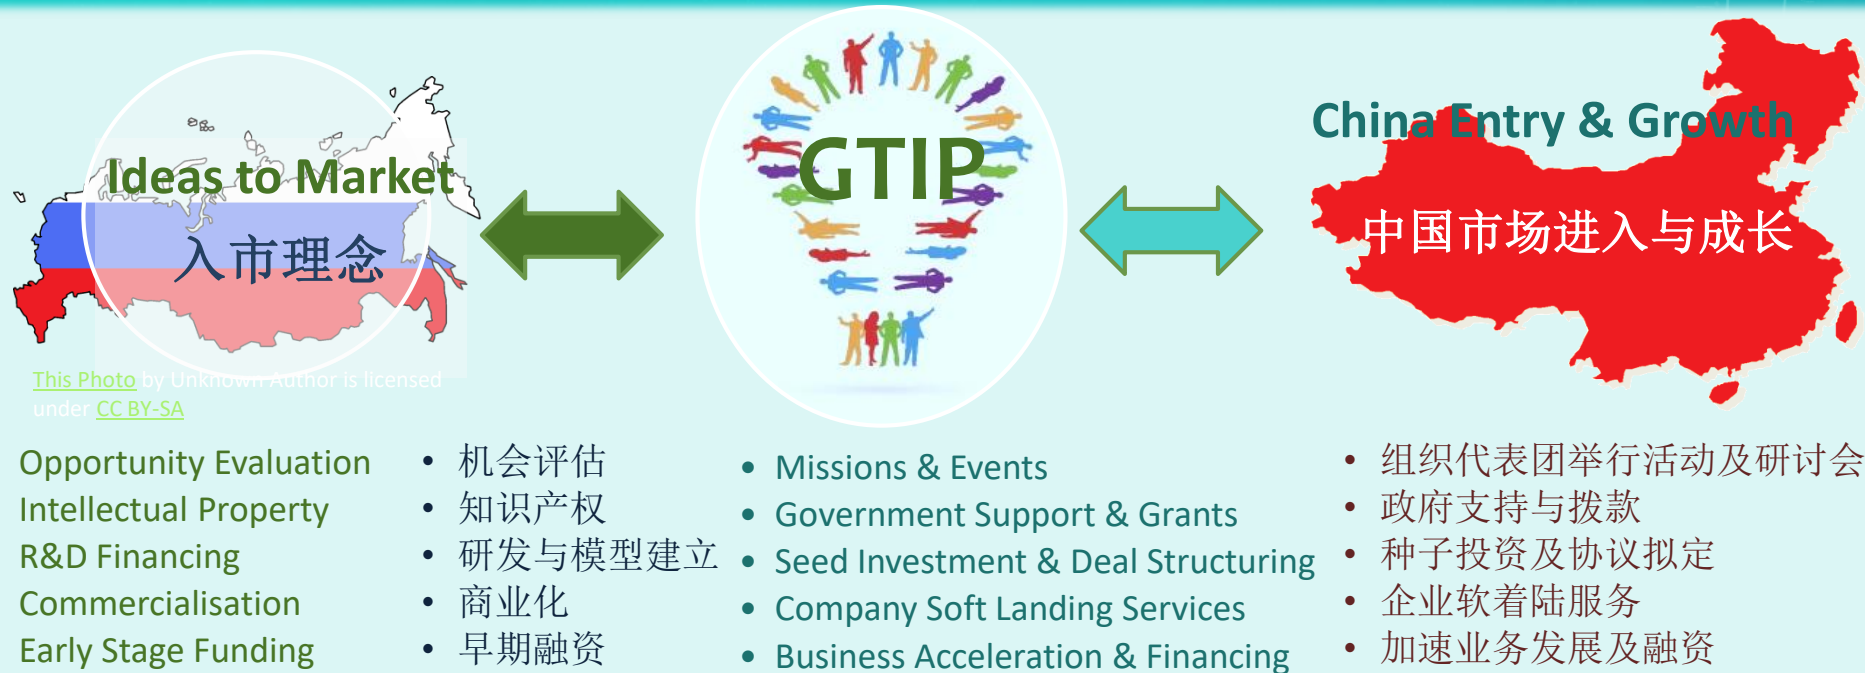 Ideas to Market
入市理念
GTIP
China Entry & Growth
中国市场进入与成长
This Photo by Unknown Author is licensed
under CC BY-SA
Opportunity Evaluation
Intellectual Property
R&D Financing
Commercialisation
Early Stage Funding
• 机会评估
• 知识产权
• 研发与模型建立
• 商业化
• 早期融资
• Missions & Events
• Government Support & Grants
• Seed Investment & Deal Structuring
• Company Soft Landing Services
• Business Acceleration & Financing
• 组织代表团举行活动及研讨会
• 政府支持与拨款
• 种子投资及协议拟定
• 企业软着陆服务
• 加速业务发展及融资